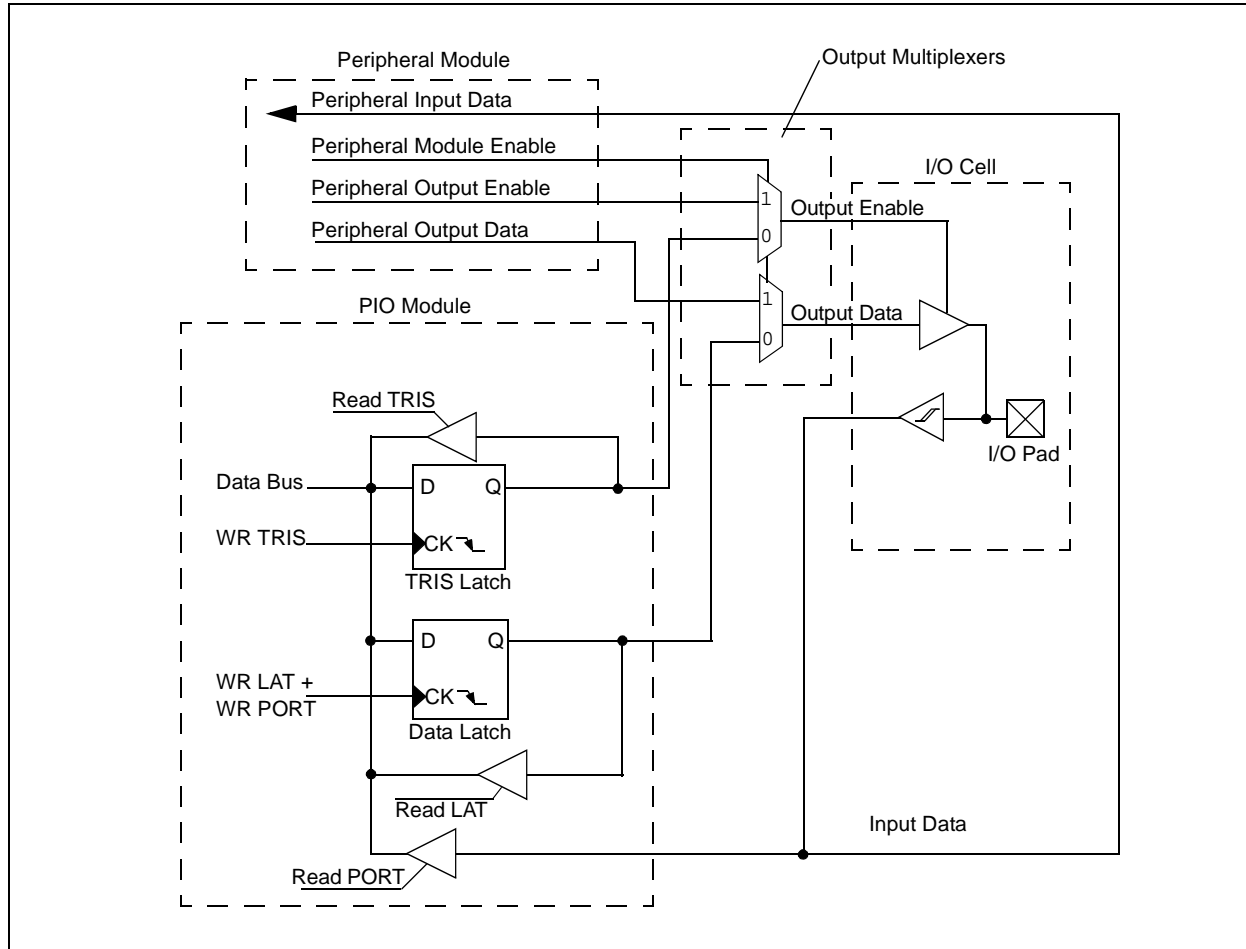 Peripheral Module
Output Multiplexers
Peripheral Input Data
Peripheral Module Enable
Peripheral Output Enable
Peripheral Output Data
1
0
1
0
Output Enable
Output Data
I/O Cell
I/O Pad
PIO Module
Read TRIS
Data Bus
D
Q
WR TRIS
CK
TRIS Latch
D
Q
WR LAT +
WR PORT
CK
Data Latch
Read LAT
Input Data
Read PORT